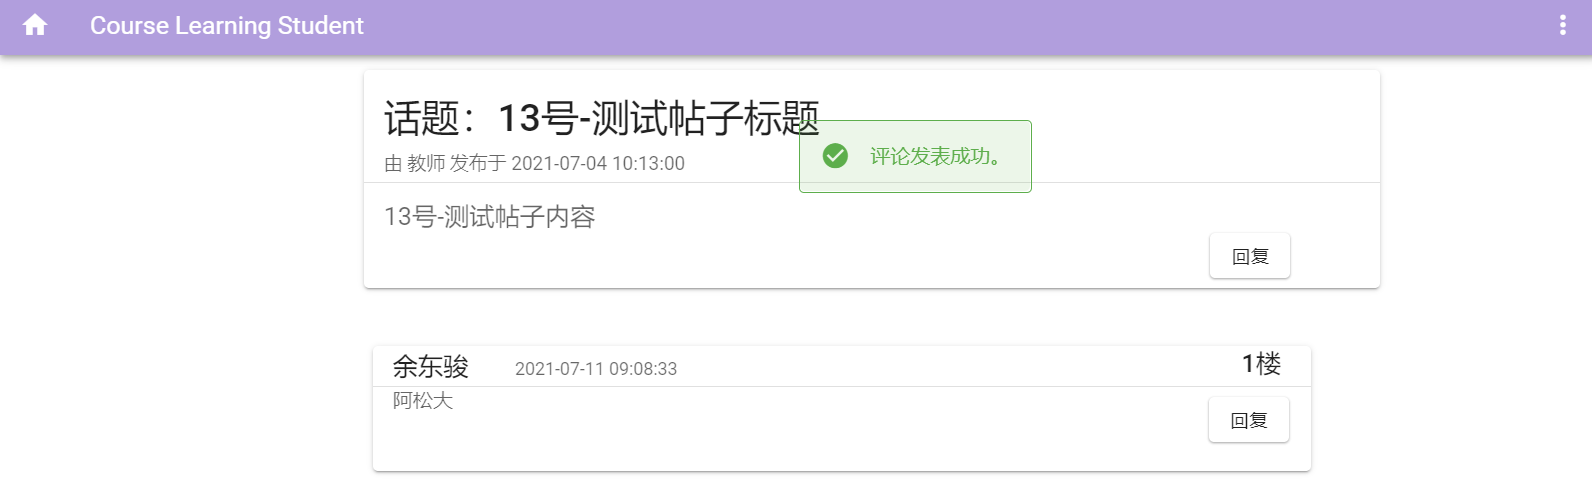 Course Learning Student
话题：13号-测试帖子标题
评论发表成功。
由 教师 发布于 2021-07-04 10:13:00
13号-测试帖子内容
回复
余东骏 2021-07-11 09:08:33 1楼
阿松大
回复